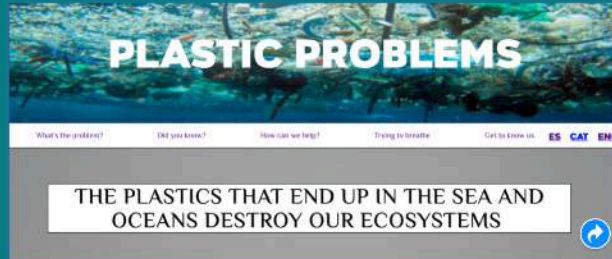 PLASTIC PROBLEMS
What's the problem? Did you know? How can we help? Trying to breathe Get to know us ES CAT EN
THE PLASTICS THAT END UP IN THE SEA AND
OCEANS DESTROY OUR ECOSYSTEMS